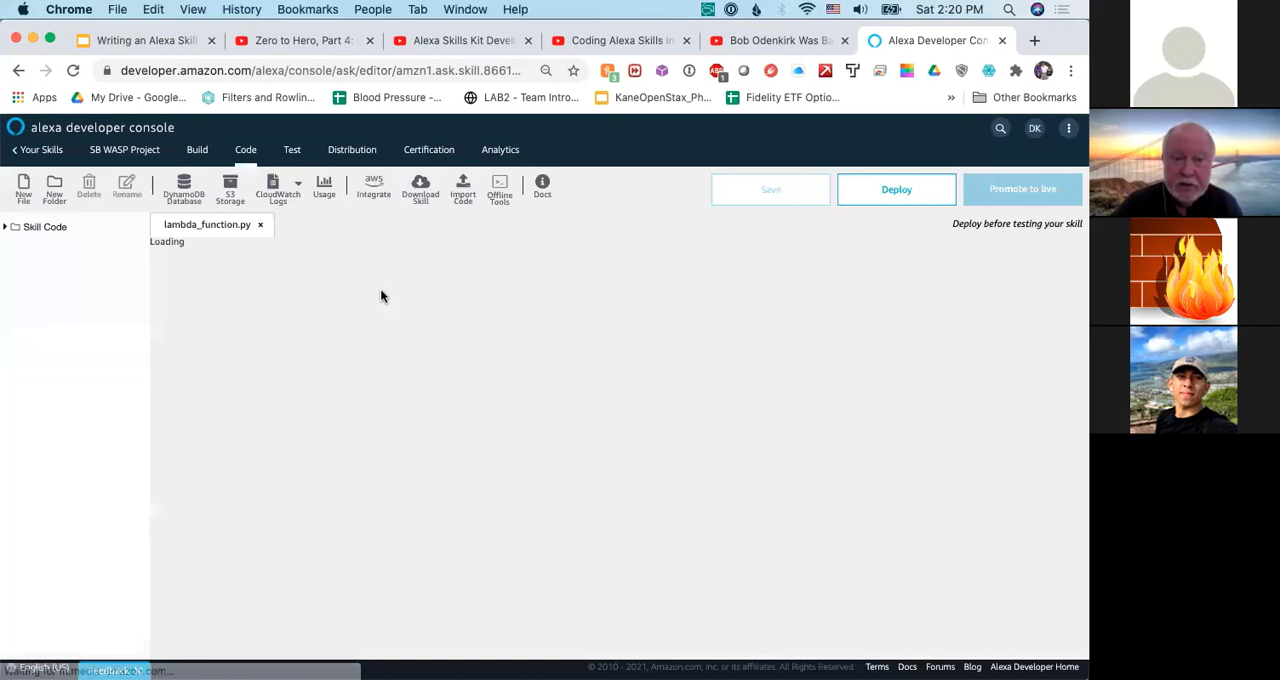 Chrome File Edit View History Bookmarks People Tab Window Help Sat 2:20 PM
Writing an Alexa Skill Zero to Hero, Part 4: Alexa Skills Kit Devel Coding Alexa Skills in Bob Odenkirk Was Ba Alexa Developer Con
developer.amazon.com/alexa/console/ask/editor/amzn1.ask.skill.8661...
Apps My Drive - Google... Filters and Rowlin... Blood Pressure -... LAB2 - Team Intro... KaneOpenStax_Ph... Fidelity ETF Optio... » Other Bookmarks
alexa developer console DK
Your Skills SB WASP Project Build Code Test Distribution Certification Analytics
New File New Folder Delete Rename DynamoDB Database S3 Storage CloudWatch Logs Usage aws Integrate Download Skill Import Code Offline Tools Docs Save Deploy Promote to live
Skill Code lambda_function.py × Deploy before testing your skill
Loading
English (US) © 2010 - 2021, Amazon.com, Inc. or its affiliates. All Rights Reserved. Terms Docs Forums Blog Alexa Developer Home